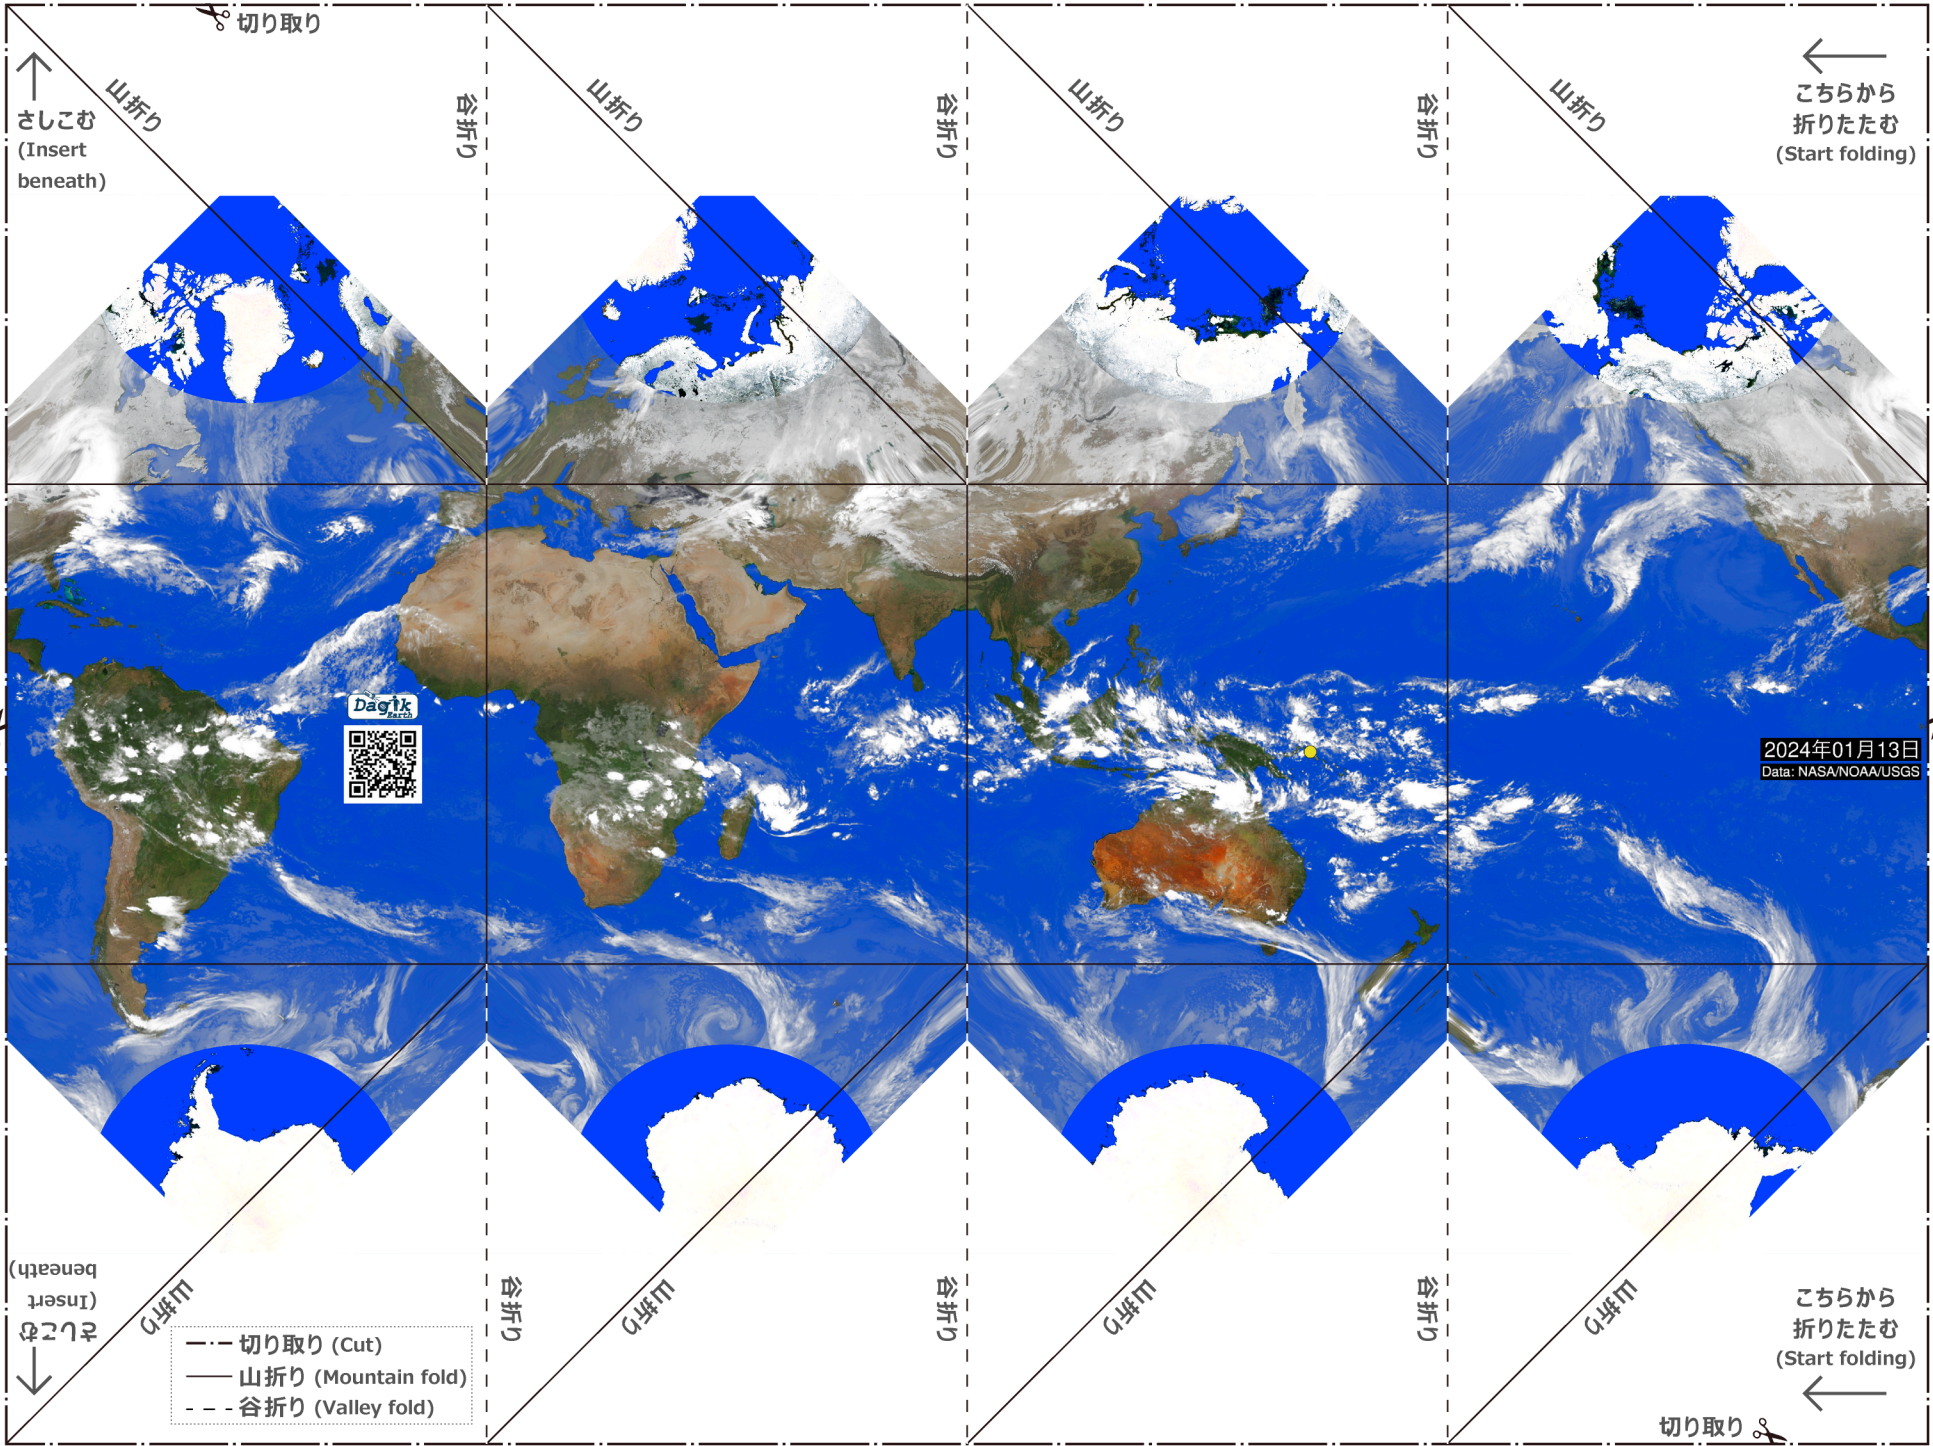 切り取り
さしこむ
(Insert
beneath)
山折り
谷折り
山折り
谷折り
山折り
谷折り
山折り
こちらから
折りたたむ
(Start folding)
Dagik
Earth
2024年01月13日
Data: NASA/NOAA/USGS
さしこむ
(Insert
beneath)
山折り
谷折り
山折り
谷折り
山折り
谷折り
山折り
こちらから
折りたたむ
(Start folding)
切り取り (Cut)
山折り (Mountain fold)
谷折り (Valley fold)
切り取り